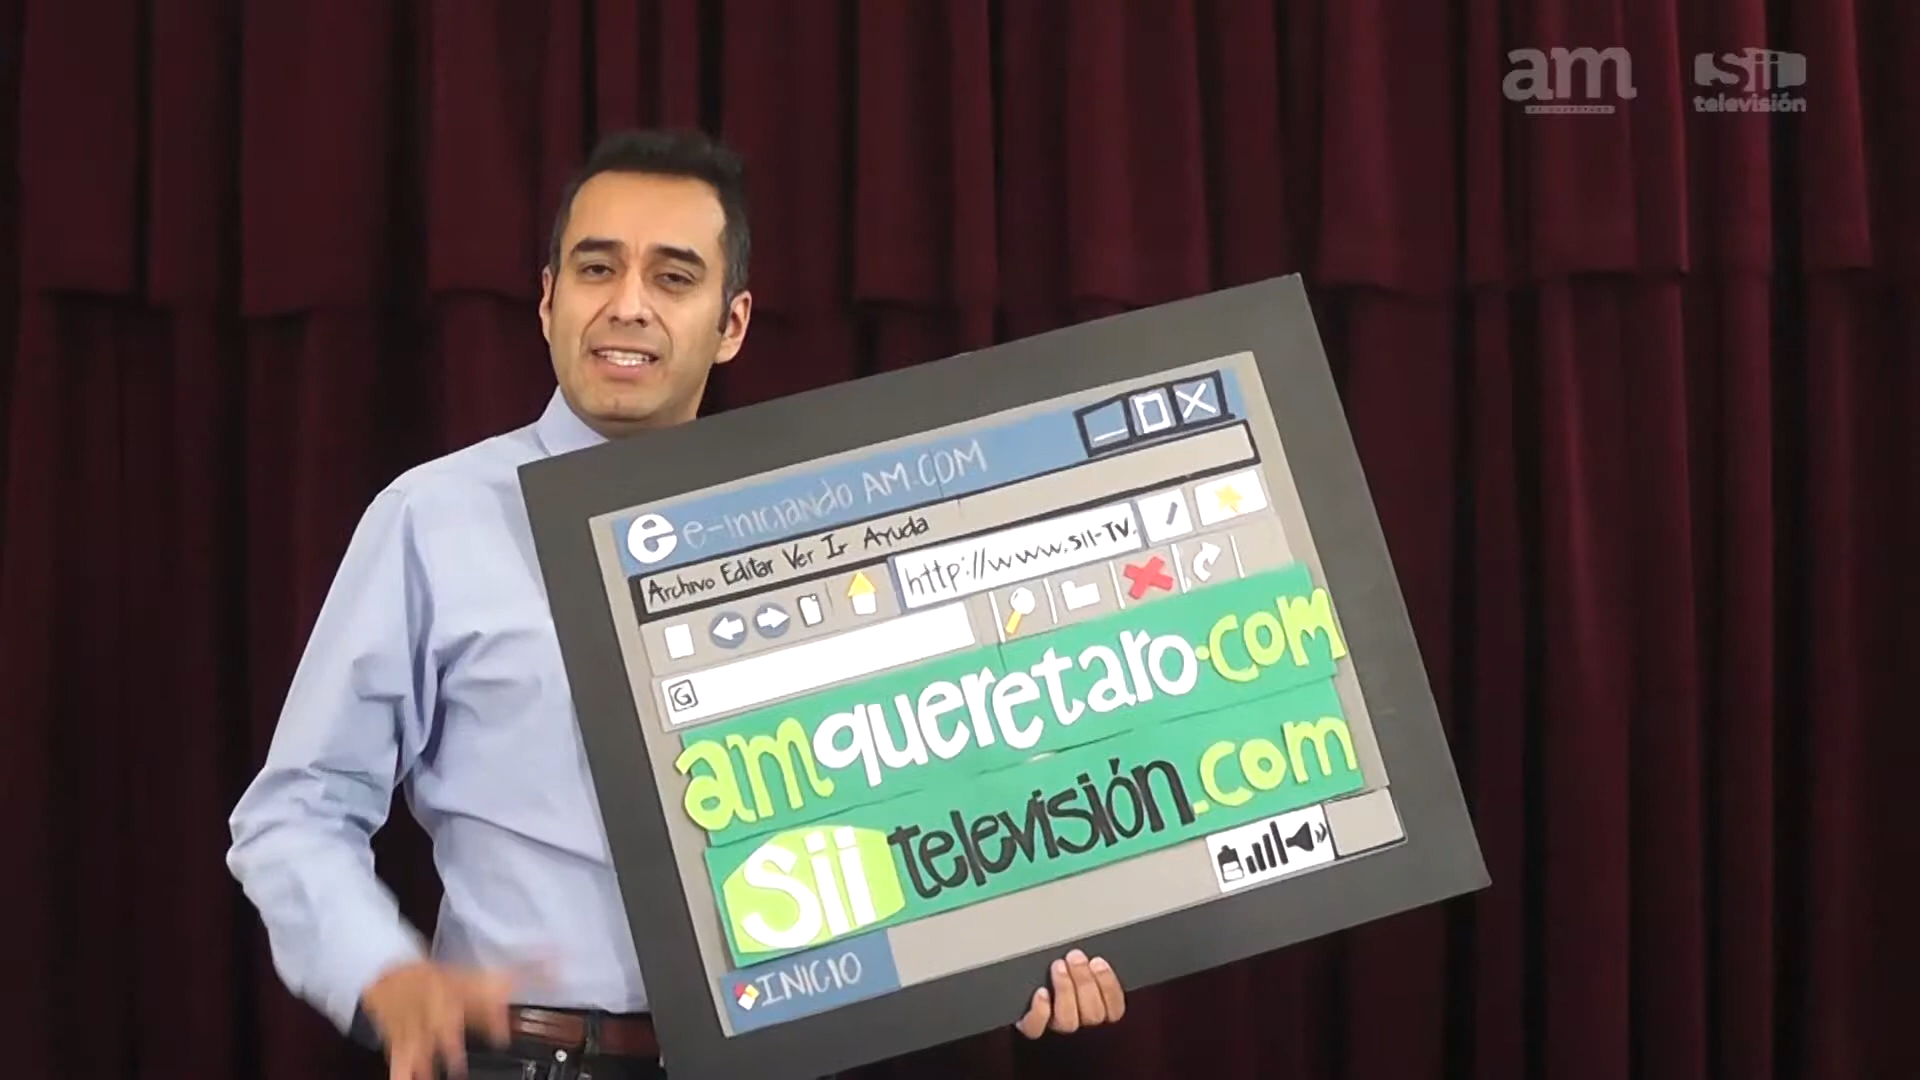 am
Sii
televisión
e e-iniciando AM.COM
Archivo Editar Ver Ir Ayuda
http://www.sii-TV.
G
amqueretaro.com
Sii televisión.com
INICIO